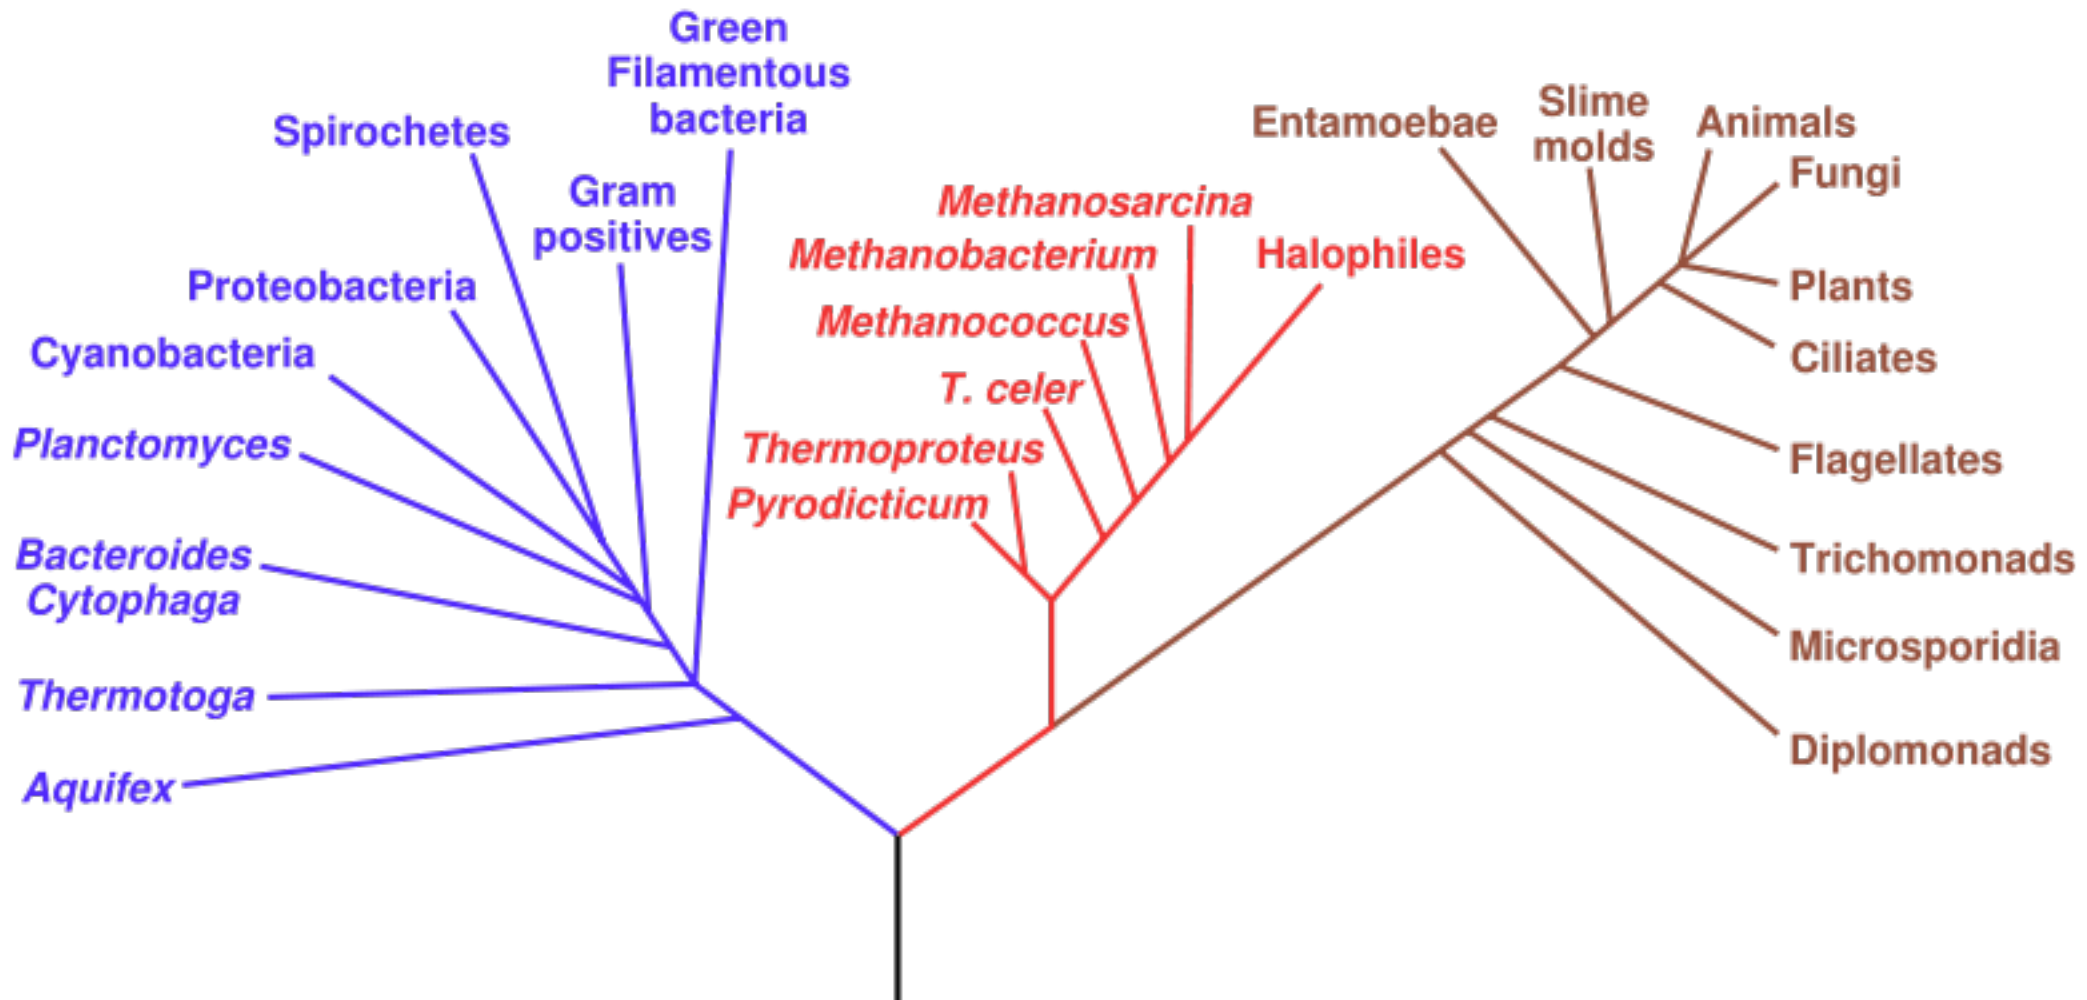 Green
Filamentous
bacteria
Spirochetes
Gram
positives
Proteobacteria
Cyanobacteria
Planctomyces
Bacteroides
Cytophaga
Thermotoga
Aquifex
Methanosarcina
Methanobacterium
Halophiles
Methanococcus
T. celer
Thermoproteus
Pyrodicticum
Entamoebae
Slime
molds
Animals
Fungi
Plants
Ciliates
Flagellates
Trichomonads
Microsporidia
Diplomonads